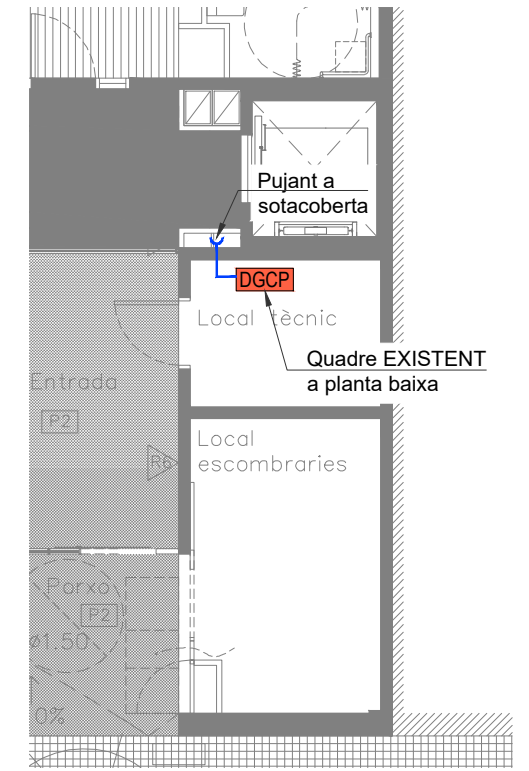 Pujant a
sotacoberta
DGCP
Local tècnic
Quadre EXISTENT
a planta baixa
Entrada
P2
Local
escombraries
R6
Porxo
P2
ø1.50
0%